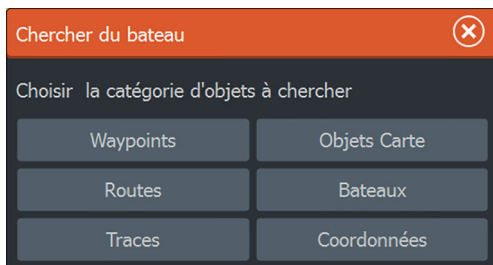 Chercher du bateau
Choisir  la catégorie d'objets à chercher
Waypoints
Objets Carte
Routes
Bateaux
Traces
Coordonnées